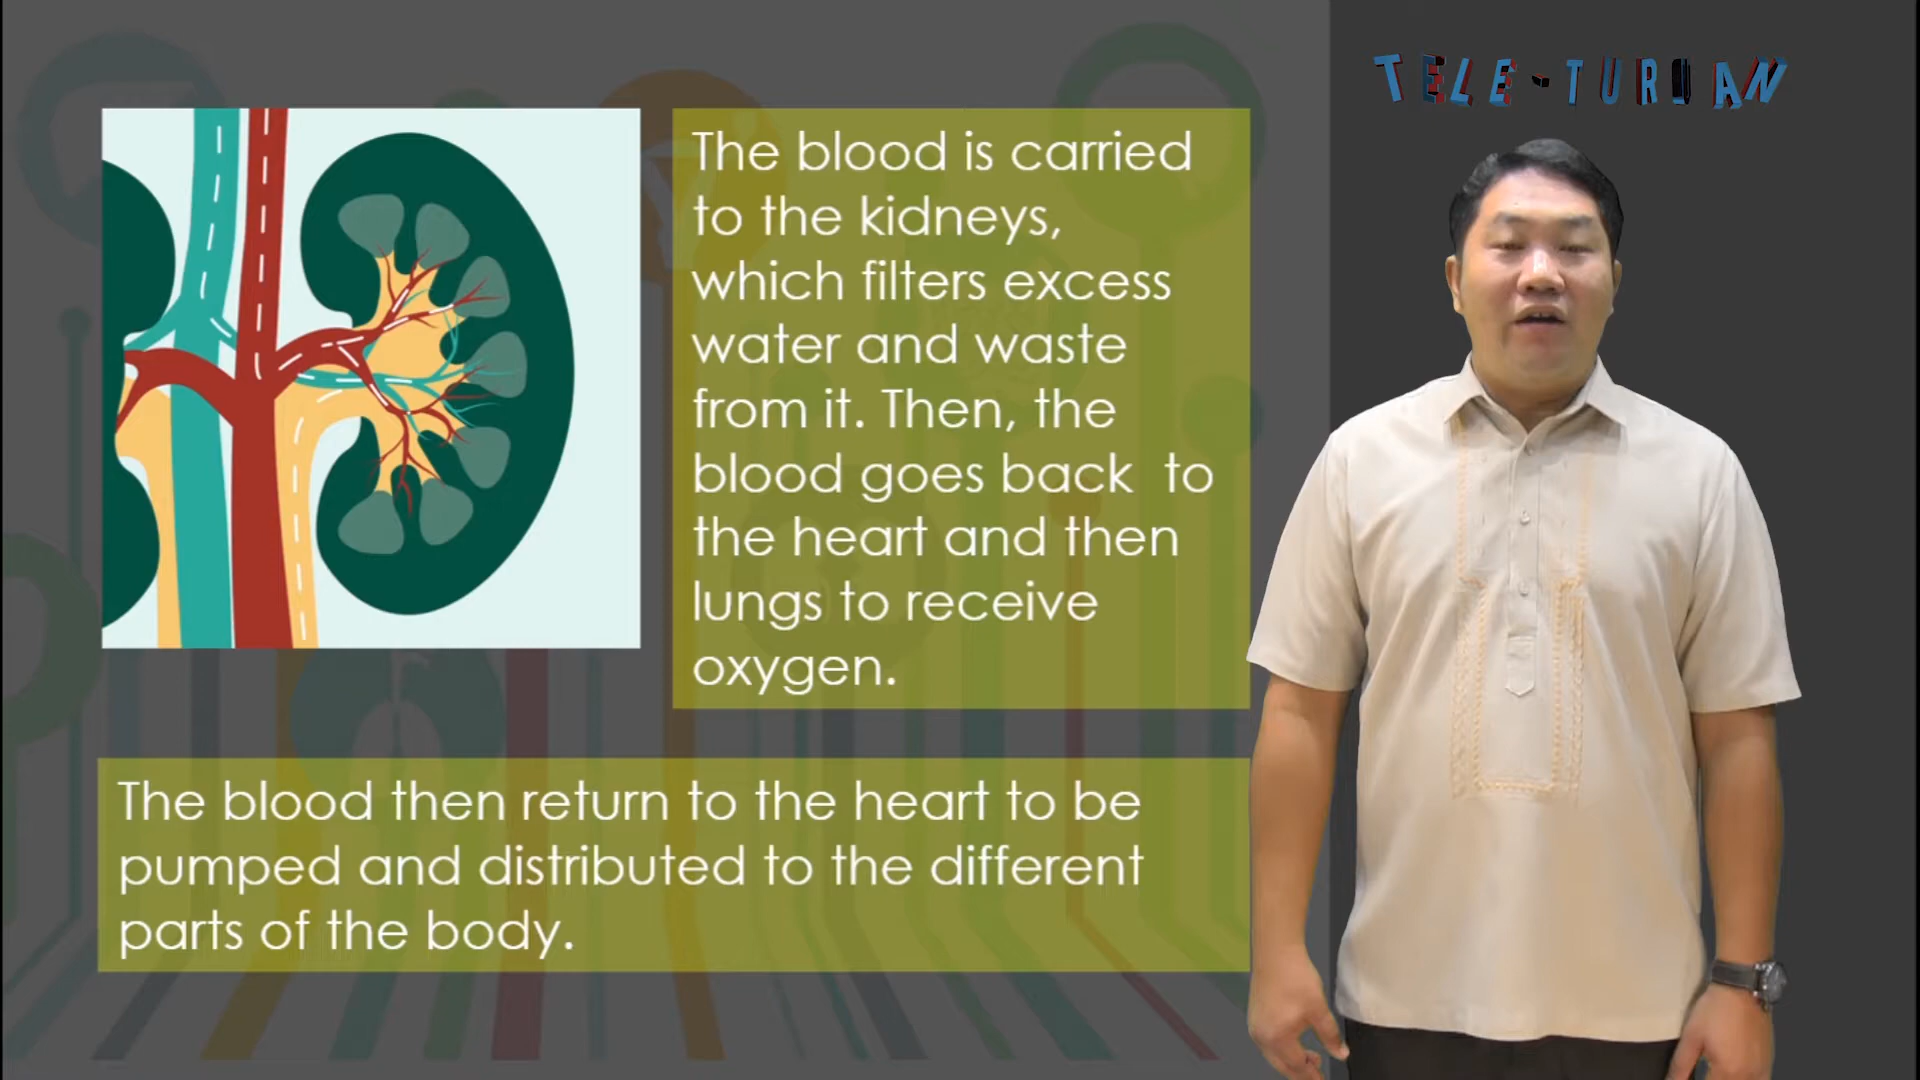 TELE-TURUAN
The blood is carried
to the kidneys,
which filters excess
water and waste
from it. Then, the
blood goes back to
the heart and then
lungs to receive
oxygen.
The blood then return to the heart to be
pumped and distributed to the different
parts of the body.